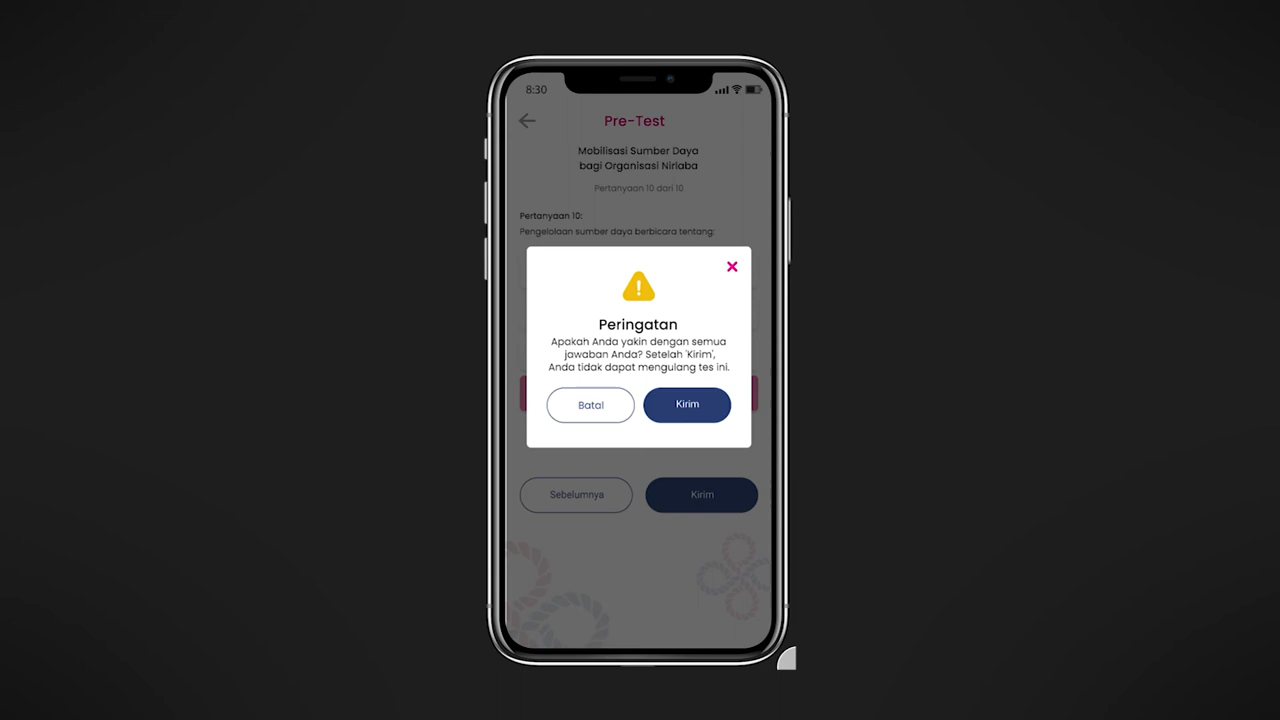 8:30
Pre-Test
Mobilisasi Sumber Daya
bagi Organisasi Nirlaba
Pertanyaan 10 dari 10
Pertanyaan 10:
Pengelolaan sumber daya berbicara tentang:
Peringatan
Apakah Anda yakin dengan semua
jawaban Anda? Setelah 'Kirim',
Anda tidak dapat mengulang tes ini.
Batal
Kirim
Sebelumnya
Kirim